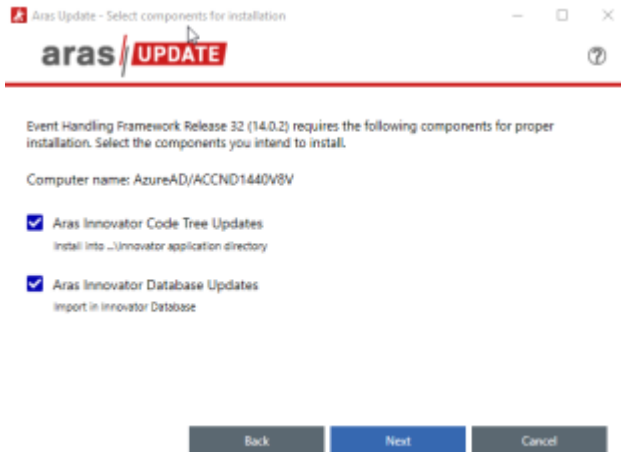 Aras Update - Select components for installation
aras UPDATE
Event Handling Framework Release 32 (14.0.2) requires the following components for proper
installation. Select the components you intend to install.
Computer name: AzureAD/ACCND1440V8V
Aras Innovator Code Tree Updates
Install into ...\Innovator application directory
Aras Innovator Database Updates
Import in Innovator Database
Back Next Cancel